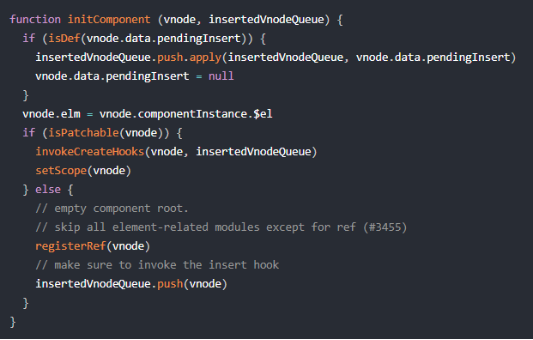 function initComponent (vnode, insertedVnodeQueue) {
  if (isDef(vnode.data.pendingInsert)) {
    insertedVnodeQueue.push.apply(insertedVnodeQueue, vnode.data.pendingInsert)
    vnode.data.pendingInsert = null
  }
  vnode.elm = vnode.componentInstance.$el
  if (isPatchable(vnode)) {
    invokeCreateHooks(vnode, insertedVnodeQueue)
    setScope(vnode)
  } else {
    // empty component root.
    // skip all element-related modules except for ref (#3455)
    registerRef(vnode)
    // make sure to invoke the insert hook
    insertedVnodeQueue.push(vnode)
  }
}